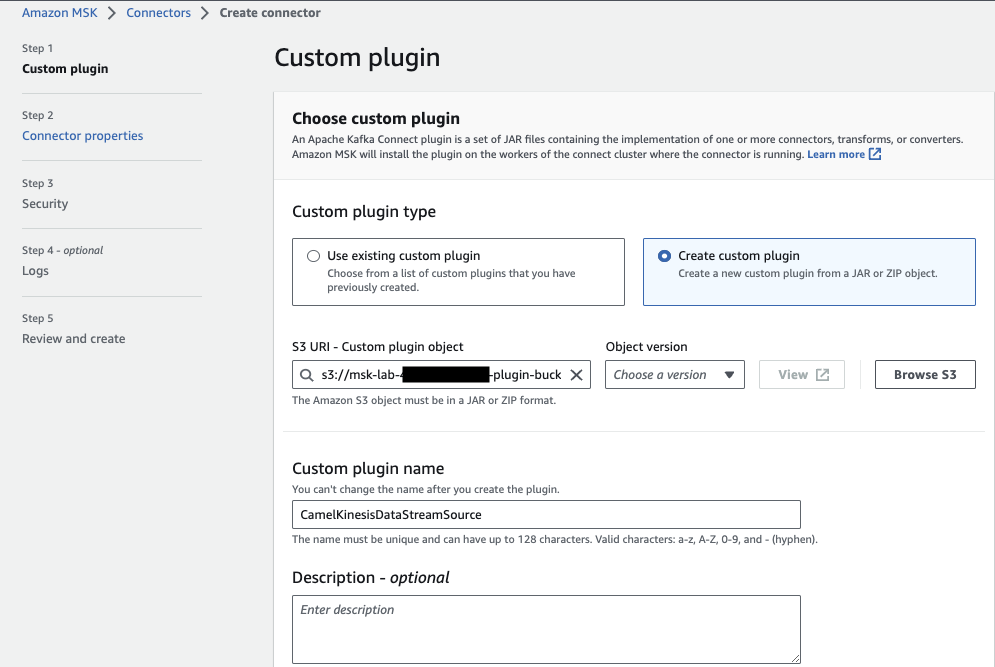 Amazon MSK > Connectors > Create connector
Step 1
Custom plugin
Step 2
Connector properties
Step 3
Security
Step 4 - optional
Logs
Step 5
Review and create
Custom plugin
Choose custom plugin
An Apache Kafka Connect plugin is a set of JAR files containing the implementation of one or more connectors, transforms, or converters.
Amazon MSK will install the plugin on the workers of the connect cluster where the connector is running. Learn more
Custom plugin type
Use existing custom plugin
Choose from a list of custom plugins that you have
previously created.
Create custom plugin
Create a new custom plugin from a JAR or ZIP object.
S3 URI - Custom plugin object
s3://msk-lab-4 -plugin-buck
The Amazon S3 object must be in a JAR or ZIP format.
Object version
Choose a version
View
Browse S3
Custom plugin name
You can't change the name after you create the plugin.
CamelKinesisDataStreamSource
The name must be unique and can have up to 128 characters. Valid characters: a-z, A-Z, 0-9, and - (hyphen).
Description - optional
Enter description